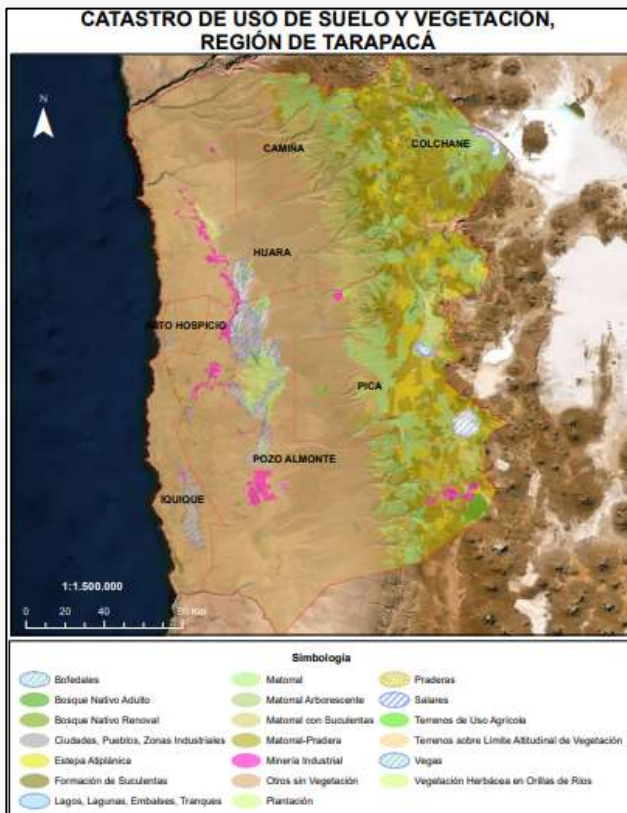 CATASTRO DE USO DE SUELO Y VEGETACIÓN,
REGIÓN DE TARAPACÁ
N
CAMIÑA
COLCHANE
HUARA
ALTO HOSPICIO
PICA
POZO ALMONTE
IQUIQUE
1:1.500.000
0 20 40 80 Km
Simbología
Bofedales
Bosque Nativo Adulto
Bosque Nativo Renoval
Ciudades, Pueblos, Zonas Industriales
Estepa Altiplánica
Formación de Suculentas
Lagos, Lagunas, Embalses, Tranques
Matorral
Matorral Arborescente
Matorral con Suculentas
Matorral-Pradera
Minería Industrial
Otros sin Vegetación
Plantación
Praderas
Salares
Terrenos de Uso Agrícola
Terrenos sobre Límite Altitudinal de Vegetación
Vegas
Vegetación Herbácea en Orillas de Ríos